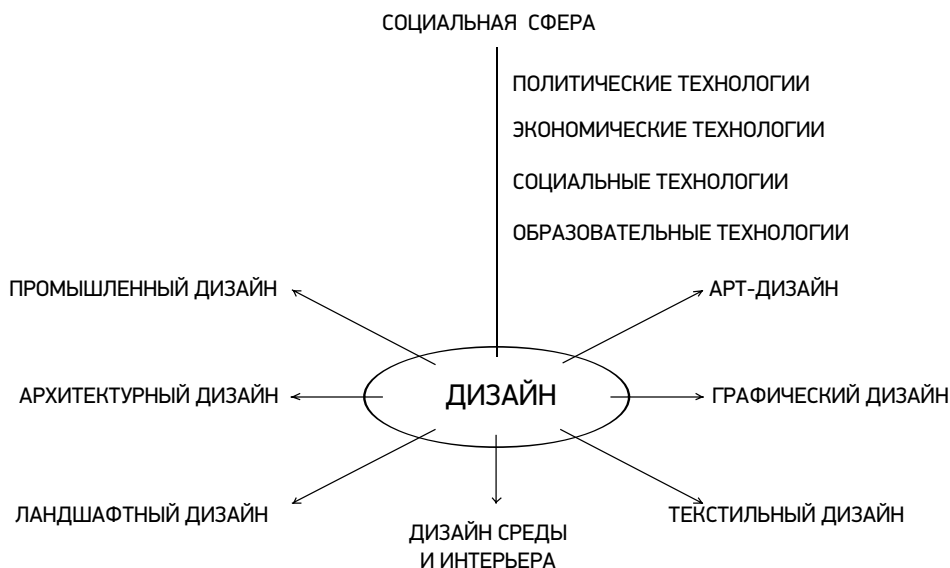 СОЦИАЛЬНАЯ СФЕРА
ПОЛИТИЧЕСКИЕ ТЕХНОЛОГИИ
ЭКОНОМИЧЕСКИЕ ТЕХНОЛОГИИ
СОЦИАЛЬНЫЕ ТЕХНОЛОГИИ
ОБРАЗОВАТЕЛЬНЫЕ ТЕХНОЛОГИИ
ПРОМЫШЛЕННЫЙ ДИЗАЙН
АРТ-ДИЗАЙН
АРХИТЕКТУРНЫЙ ДИЗАЙН
ДИЗАЙН
ГРАФИЧЕСКИЙ ДИЗАЙН
ЛАНДШАФТНЫЙ ДИЗАЙН
ДИЗАЙН СРЕДЫ
И ИНТЕРЬЕРА
ТЕКСТИЛЬНЫЙ ДИЗАЙН